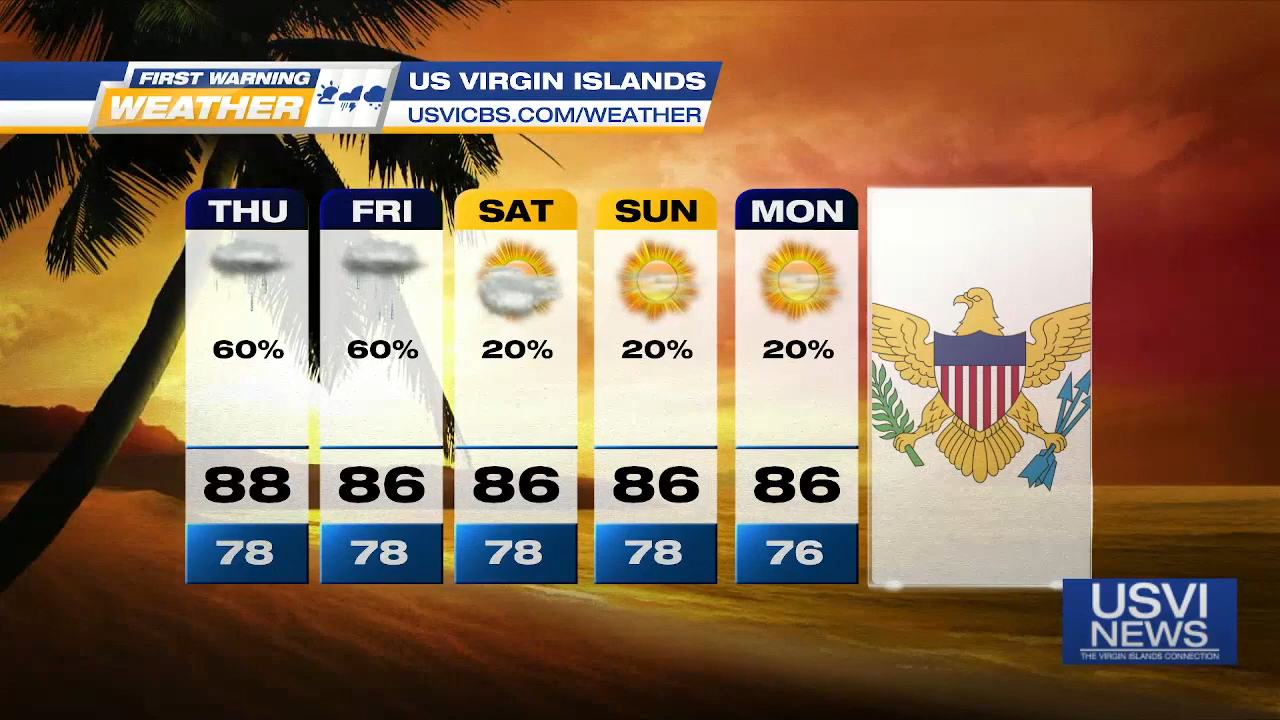 FIRST WARNING
WEATHER
US VIRGIN ISLANDS
USVICBS.COM/WEATHER
THU FRI SAT SUN MON
60% 60% 20% 20% 20%
88 86 86 86 86
78 78 78 78 76
USVI
NEWS
THE VIRGIN ISLANDS CONNECTION